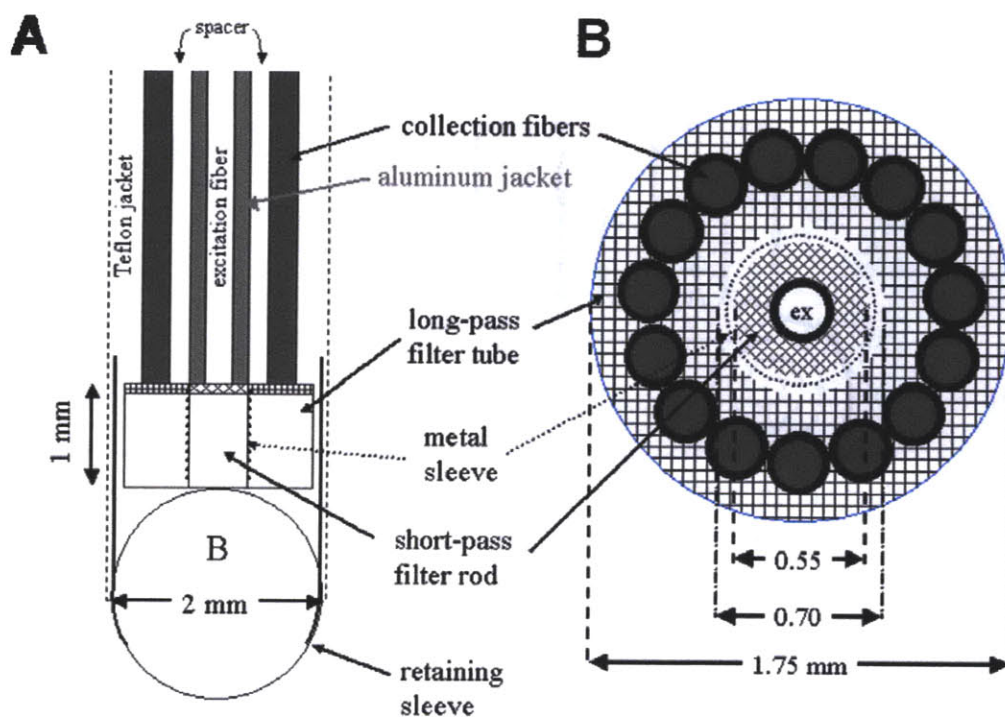 A
spacer
B
Teflon jacket
excitation fiber
collection fibers
aluminum jacket
ex
long-pass
filter tube
1 mm
metal
sleeve
B
short-pass
filter rod
0.55
2 mm
0.70
1.75 mm
retaining
sleeve